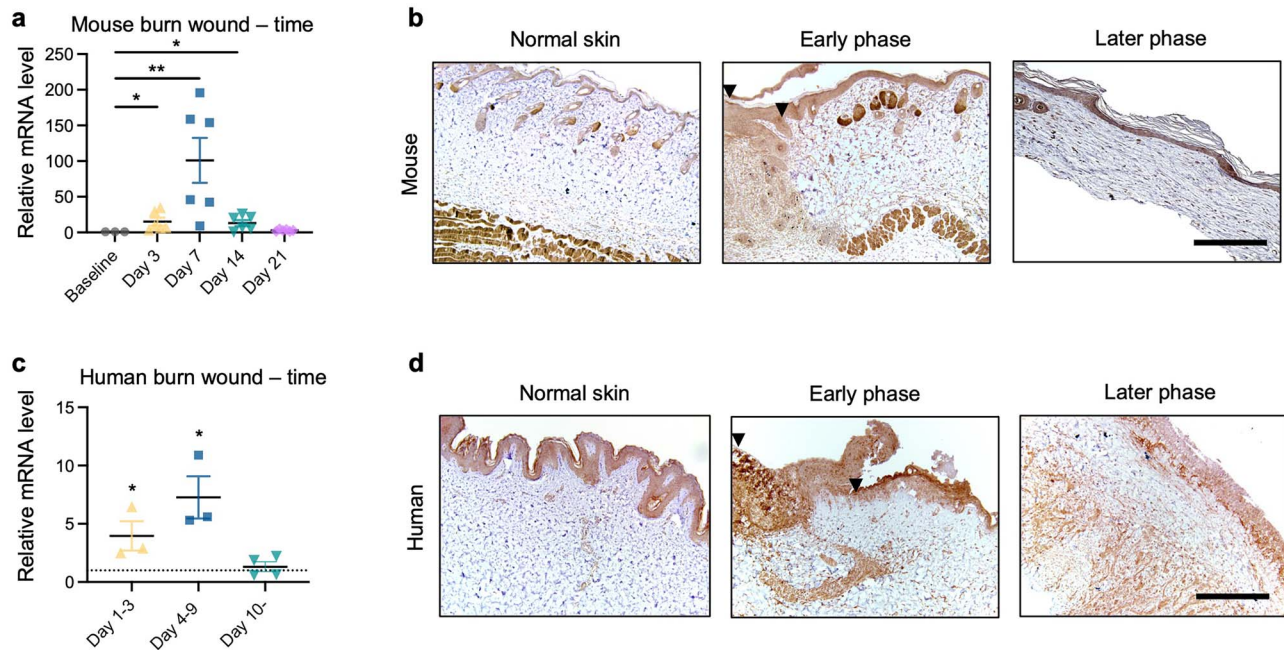 a
Mouse burn wound – time
Relative mRNA level
250
200
150
100
50
0
*
**
*
Baseline
Day 3
Day 7
Day 14
Day 21
b
Normal skin
Early phase
Later phase
Mouse
c
Human burn wound – time
Relative mRNA level
15
10
5
0
*
*
Day 1-3
Day 4-9
Day 10-
d
Normal skin
Early phase
Later phase
Human